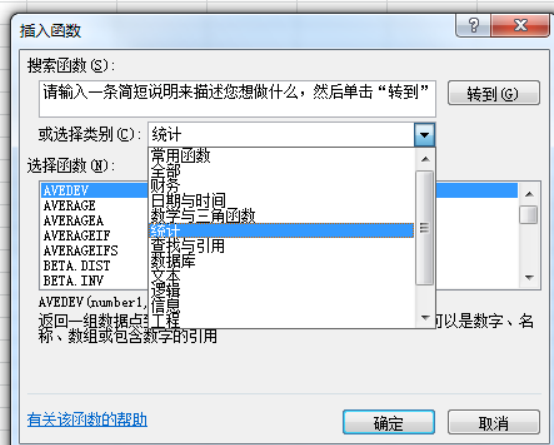 插入函数
搜索函数(S):
请输入一条简短说明来描述您想做什么，然后单击“转到”
转到(G)
或选择类别(C): 统计
常用函数
全部
财务
日期与时间
数学与三角函数
统计
查找与引用
数据库
文本
逻辑
信息
工程
选择函数(N):
AVEDEV
AVERAGE
AVERAGEA
AVERAGEIF
AVERAGEIFS
BETA.DIST
BETA.INV
AVEDEV(number1,
返回一组数据点 可以是数字、名
称、数组或包含数字的引用
有关该函数的帮助
确定
取消